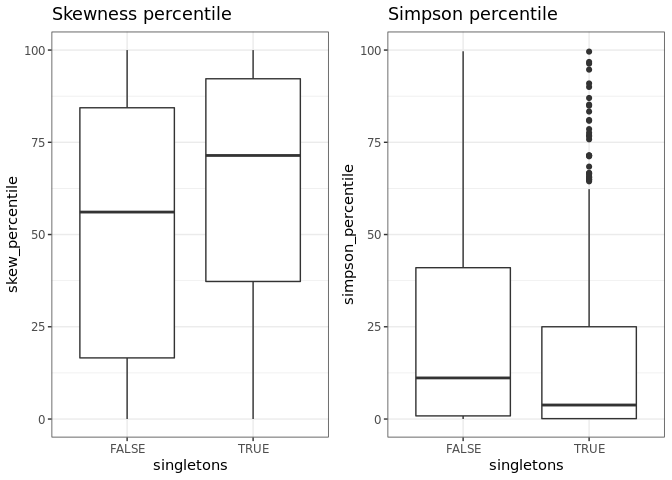 Skewness percentile
100
75
50
25
0
skew_percentile
FALSE
TRUE
singletons
Simpson percentile
100
75
50
25
0
simpson_percentile
FALSE
TRUE
singletons